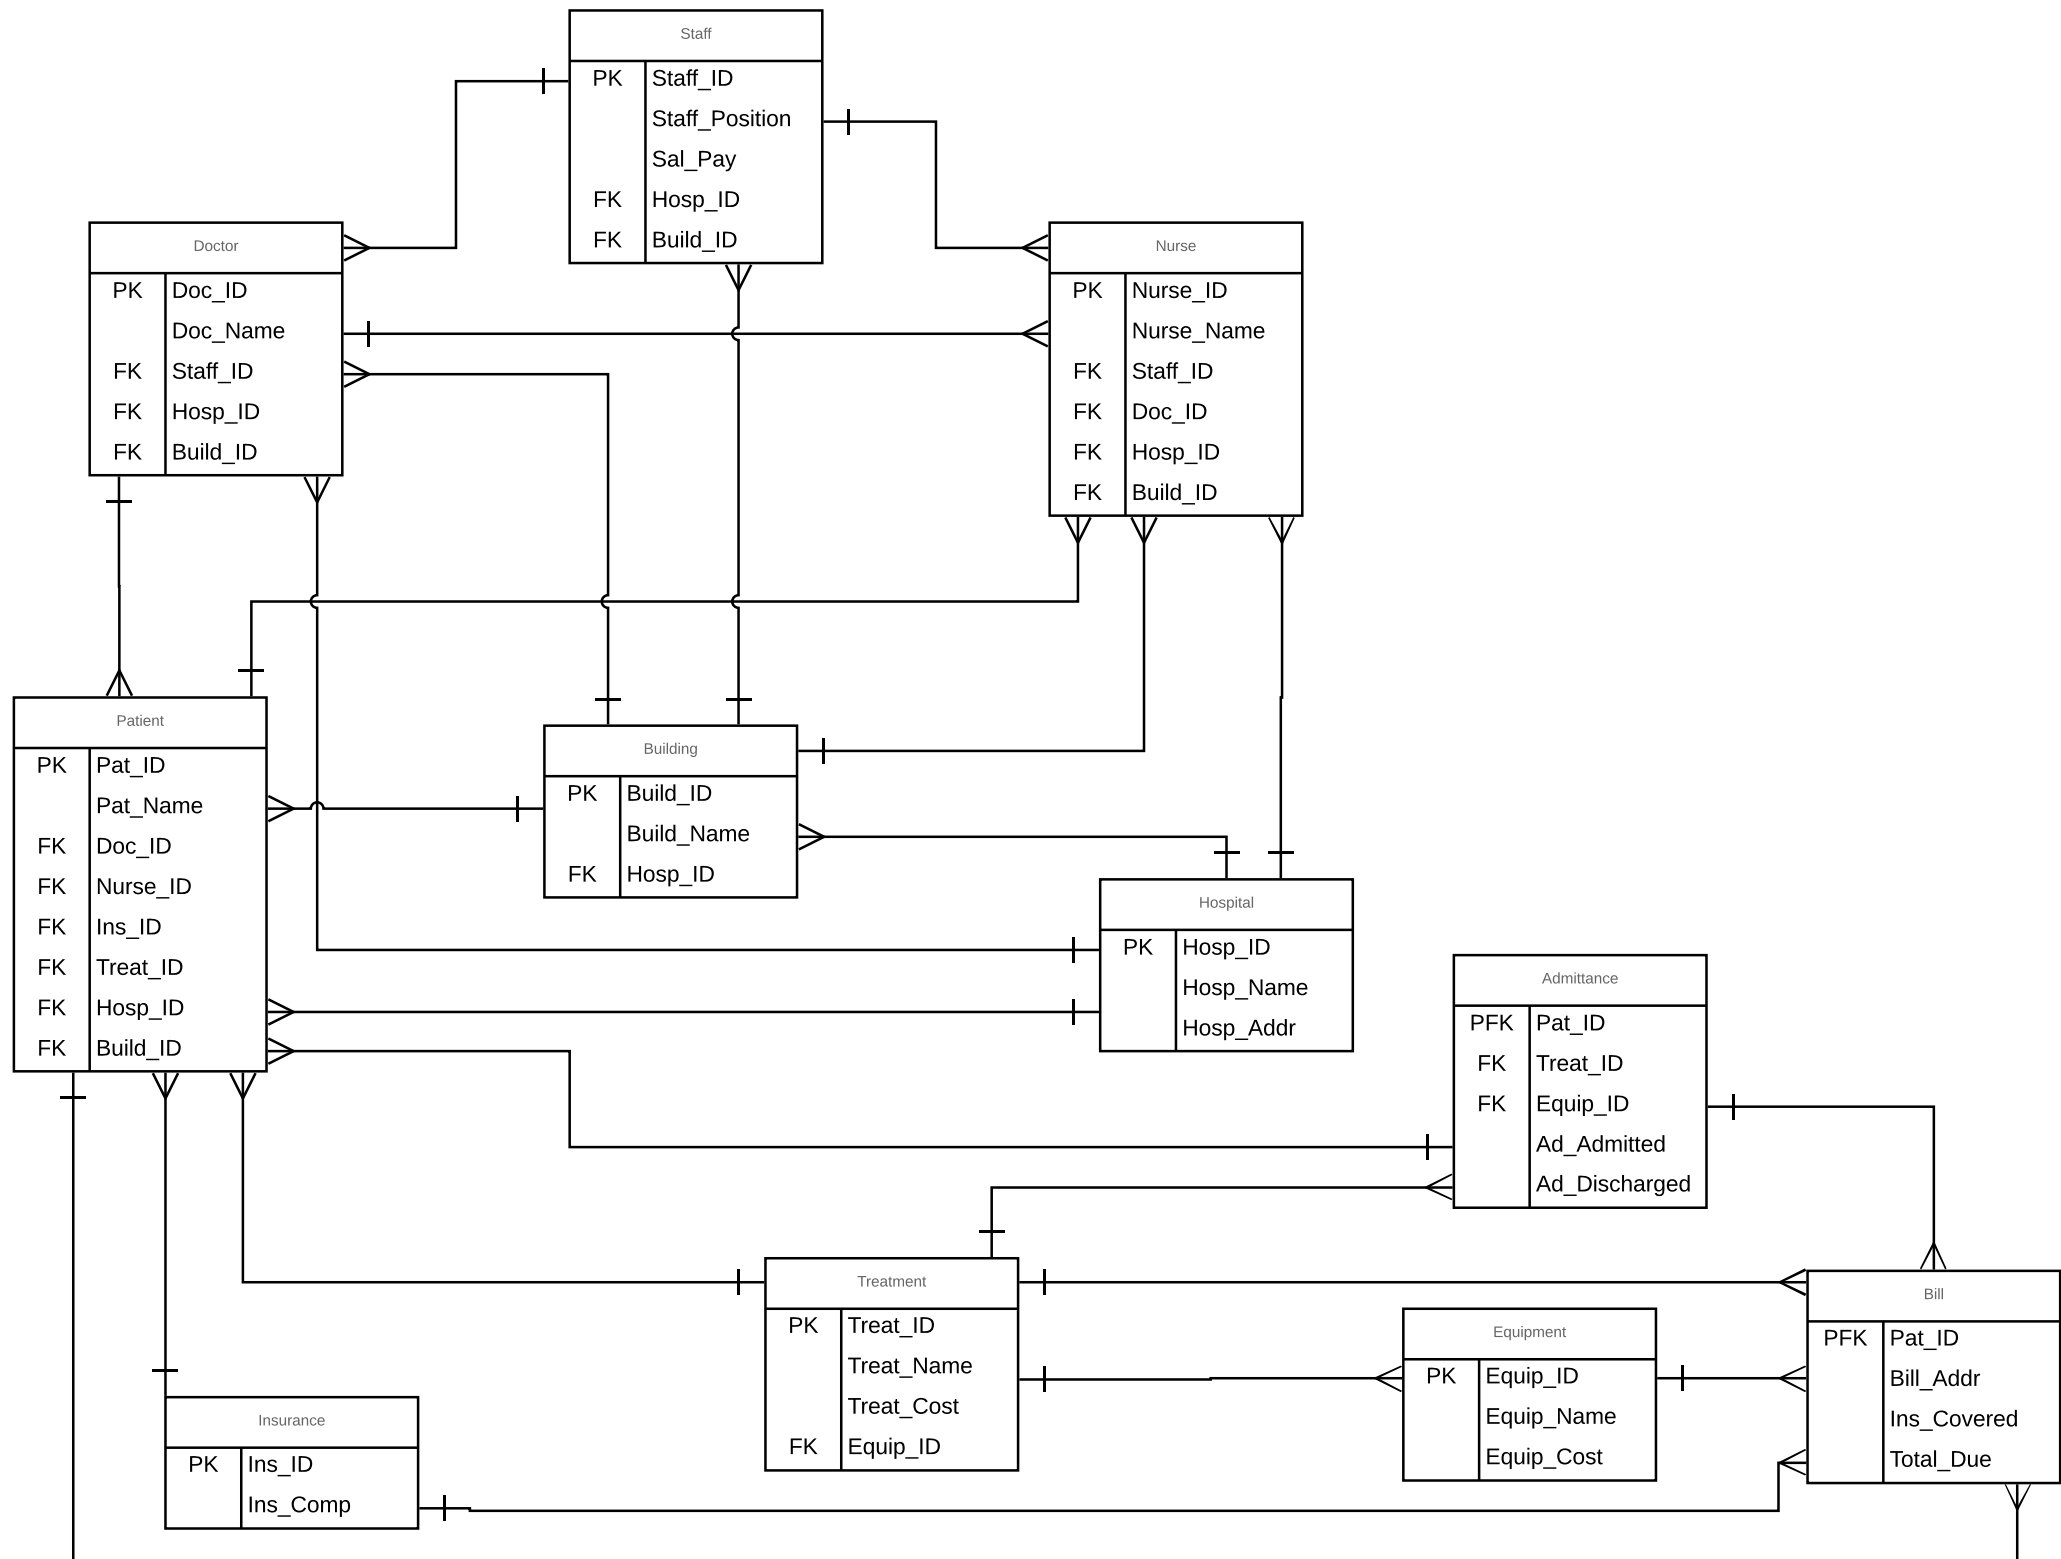 Staff
PK Staff_ID
Staff_Position
Sal_Pay
FK Hosp_ID
FK Build_ID
Doctor
PK Doc_ID
Doc_Name
FK Staff_ID
FK Hosp_ID
FK Build_ID
Nurse
PK Nurse_ID
Nurse_Name
FK Staff_ID
FK Doc_ID
FK Hosp_ID
FK Build_ID
Patient
PK Pat_ID
Pat_Name
FK Doc_ID
FK Nurse_ID
FK Ins_ID
FK Treat_ID
FK Hosp_ID
FK Build_ID
Building
PK Build_ID
Build_Name
FK Hosp_ID
Hospital
PK Hosp_ID
Hosp_Name
Hosp_Addr
Admittance
PFK Pat_ID
FK Treat_ID
FK Equip_ID
Ad_Admitted
Ad_Discharged
Treatment
PK Treat_ID
Treat_Name
Treat_Cost
FK Equip_ID
Equipment
PK Equip_ID
Equip_Name
Equip_Cost
Bill
PFK Pat_ID
Bill_Addr
Ins_Covered
Total_Due
Insurance
PK Ins_ID
Ins_Comp